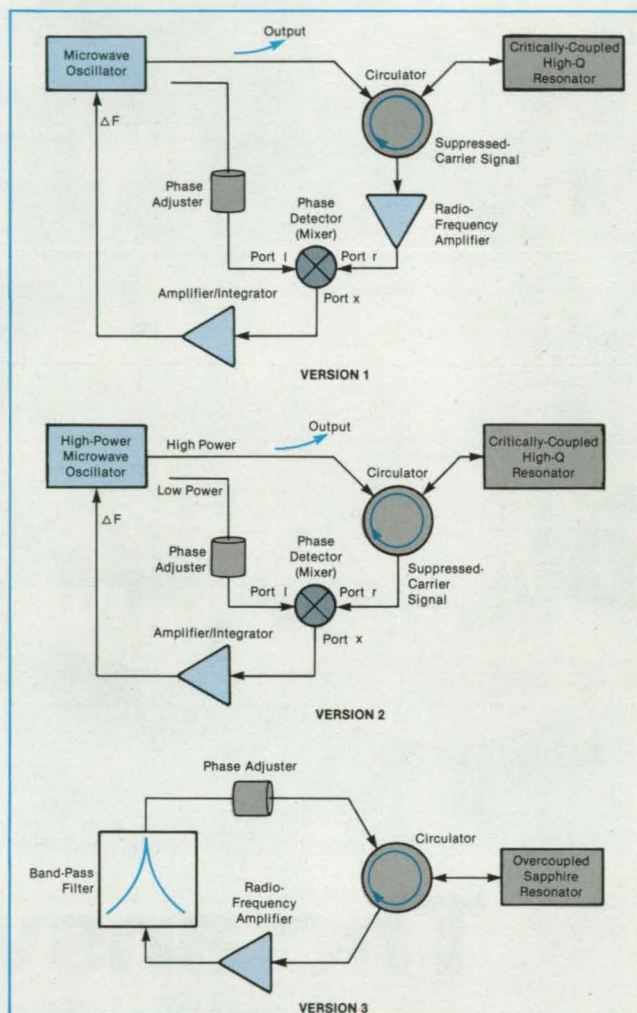 Output
Microwave
Oscillator
Circulator
Critically-Coupled
High-Q
Resonator
ΔF
Suppressed-
Carrier Signal
Phase
Adjuster
Phase
Detector
(Mixer)
Radio-
Frequency
Amplifier
Port l
Port r
Port x
Amplifier/Integrator
VERSION 1
Output
High-Power
Microwave
Oscillator
High Power
Low Power
Circulator
Critically-Coupled
High-Q
Resonator
ΔF
Phase
Adjuster
Phase
Detector
(Mixer)
Suppressed-
Carrier
Signal
Port l
Port r
Port x
Amplifier/Integrator
VERSION 2
Phase Adjuster
Circulator
Band-Pass
Filter
Radio-
Frequency
Amplifier
Overcoupled
Sapphire
Resonator
VERSION 3